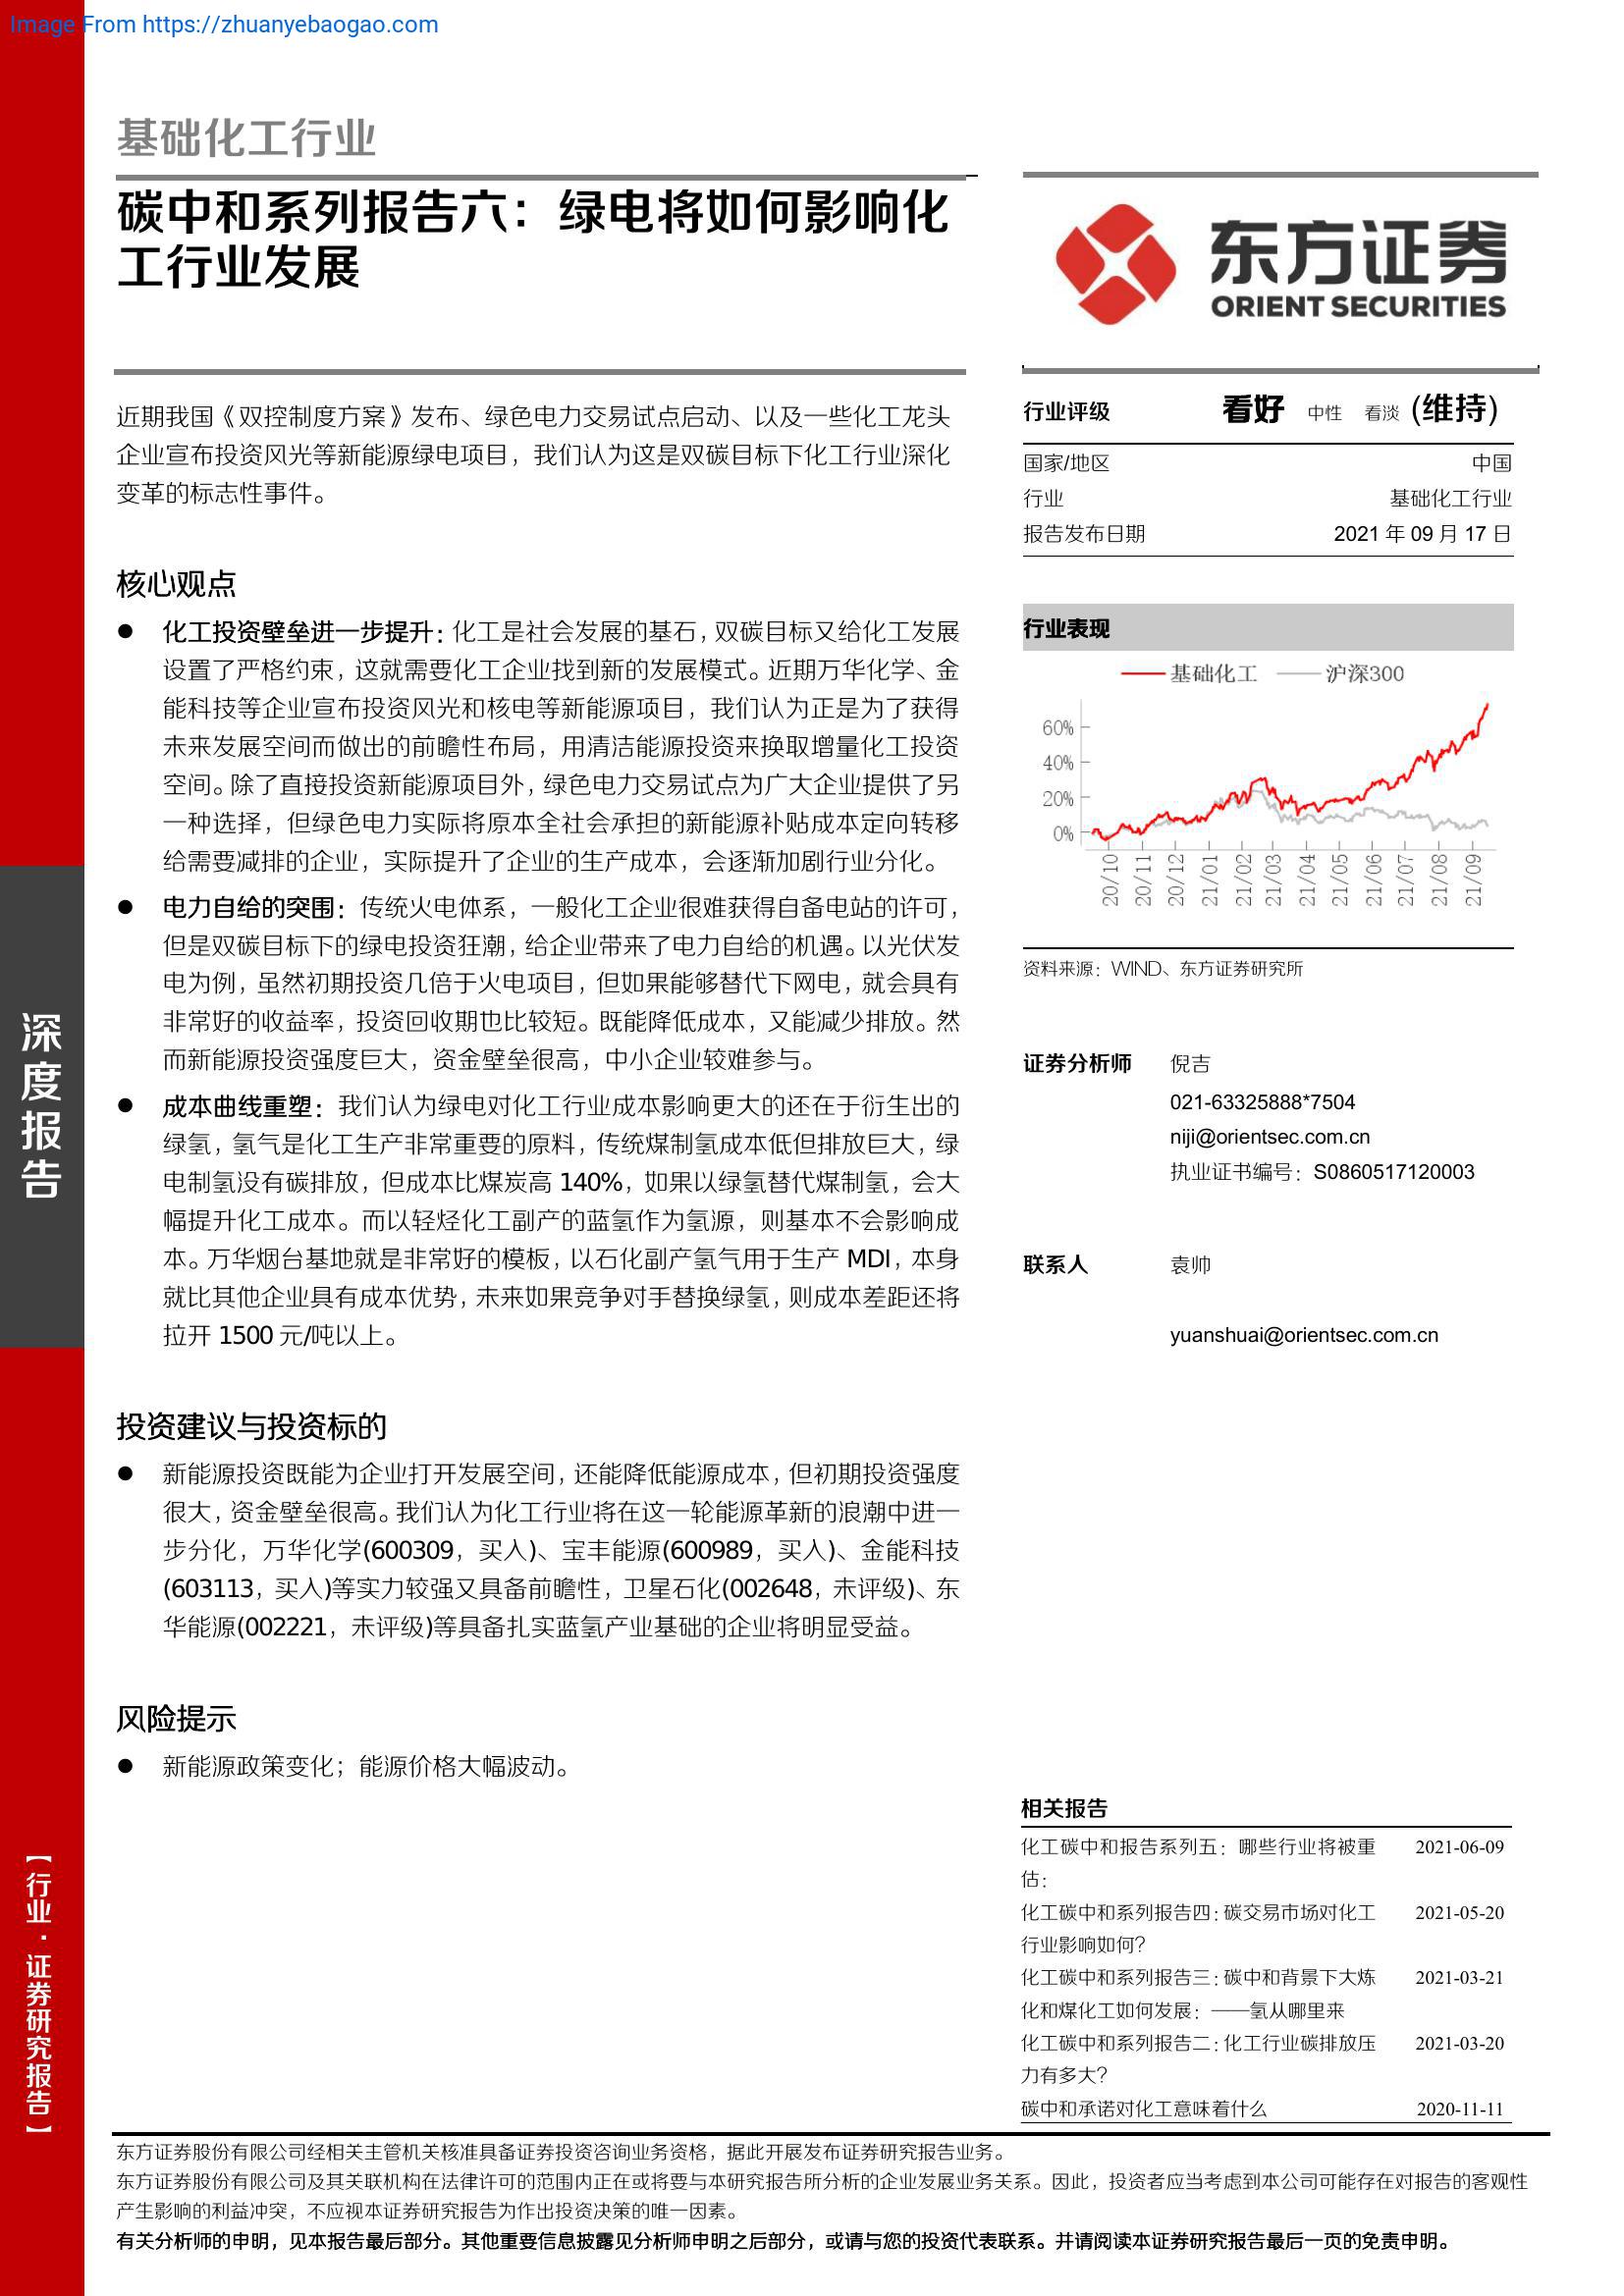 Image From https://zhuanyebaogao.com
基础化工行业
碳中和系列报告六：绿电将如何影响化
工行业发展
东方证券
ORIENT SECURITIES
近期我国《双控制度方案》发布、绿色电力交易试点启动、以及一些化工龙头
企业宣布投资风光等新能源绿电项目，我们认为这是双碳目标下化工行业深化
变革的标志性事件。
核心观点
● 化工投资壁垒进一步提升：化工是社会发展的基石，双碳目标又给化工发展
设置了严格约束，这就需要化工企业找到新的发展模式。近期万华化学、金
能科技等企业宣布投资风光和核电等新能源项目，我们认为正是为了获得
未来发展空间而做出的前瞻性布局，用清洁能源投资来换取增量化工投资
空间。除了直接投资新能源项目外，绿色电力交易试点为广大企业提供了另
一种选择，但绿色电力实际将原本全社会承担的新能源补贴成本定向转移
给需要减排的企业，实际提升了企业的生产成本，会逐渐加剧行业分化。
● 电力自给的突围：传统火电体系，一般化工企业很难获得自备电站的许可，
但是双碳目标下的绿电投资狂潮，给企业带来了电力自给的机遇。以光伏发
电为例，虽然初期投资几倍于火电项目，但如果能够替代下网电，就会具有
非常好的收益率，投资回收期也比较短。既能降低成本，又能减少排放。然
而新能源投资强度巨大，资金壁垒很高，中小企业较难参与。
● 成本曲线重塑：我们认为绿电对化工行业成本影响更大的还在于衍生出的
绿氢，氢气是化工生产非常重要的原料，传统煤制氢成本低但排放巨大，绿
电制氢没有碳排放，但成本比煤炭高 140%，如果以绿氢替代煤制氢，会大
幅提升化工成本。而以轻烃化工副产的蓝氢作为氢源，则基本不会影响成
本。万华烟台基地就是非常好的模板，以石化副产氢气用于生产 MDI，本身
就比其他企业具有成本优势，未来如果竞争对手替换绿氢，则成本差距还将
拉开 1500 元/吨以上。
投资建议与投资标的
● 新能源投资既能为企业打开发展空间，还能降低能源成本，但初期投资强度
很大，资金壁垒很高。我们认为化工行业将在这一轮能源革新的浪潮中进一
步分化，万华化学(600309，买入)、宝丰能源(600989，买入)、金能科技
(603113，买入)等实力较强又具备前瞻性，卫星石化(002648，未评级)、东
华能源(002221，未评级)等具备扎实蓝氢产业基础的企业将明显受益。
风险提示
● 新能源政策变化；能源价格大幅波动。
行业评级 看好 中性 看淡 (维持)
国家/地区 中国
行业 基础化工行业
报告发布日期 2021 年 09 月 17 日
行业表现
基础化工 沪深300
60%
40%
20%
0%
20/10 20/11 20/12 21/01 21/02 21/03 21/04 21/05 21/06 21/07 21/08 21/09
资料来源：WIND、东方证券研究所
证券分析师 倪吉
021-63325888*7504
niji@orientsec.com.cn
执业证书编号：S0860517120003
联系人 袁帅
yuanshuai@orientsec.com.cn
相关报告
化工碳中和报告系列五：哪些行业将被重 2021-06-09
估：
化工碳中和系列报告四：碳交易市场对化工 2021-05-20
行业影响如何？
化工碳中和系列报告三：碳中和背景下大炼 2021-03-21
化和煤化工如何发展：——氢从哪里来
化工碳中和系列报告二：化工行业碳排放压 2021-03-20
力有多大？
碳中和承诺对化工意味着什么 2020-11-11
深度报告
【行业·证券研究报告】
东方证券股份有限公司经相关主管机关核准具备证券投资咨询业务资格，据此开展发布证券研究报告业务。
东方证券股份有限公司及其关联机构在法律许可的范围内正在或将要与本研究报告所分析的企业发展业务关系。因此，投资者应当考虑到本公司可能存在对报告的客观性
产生影响的利益冲突，不应视本证券研究报告为作出投资决策的唯一因素。
有关分析师的申明，见本报告最后部分。其他重要信息披露见分析师申明之后部分，或请与您的投资代表联系。并请阅读本证券研究报告最后一页的免责申明。